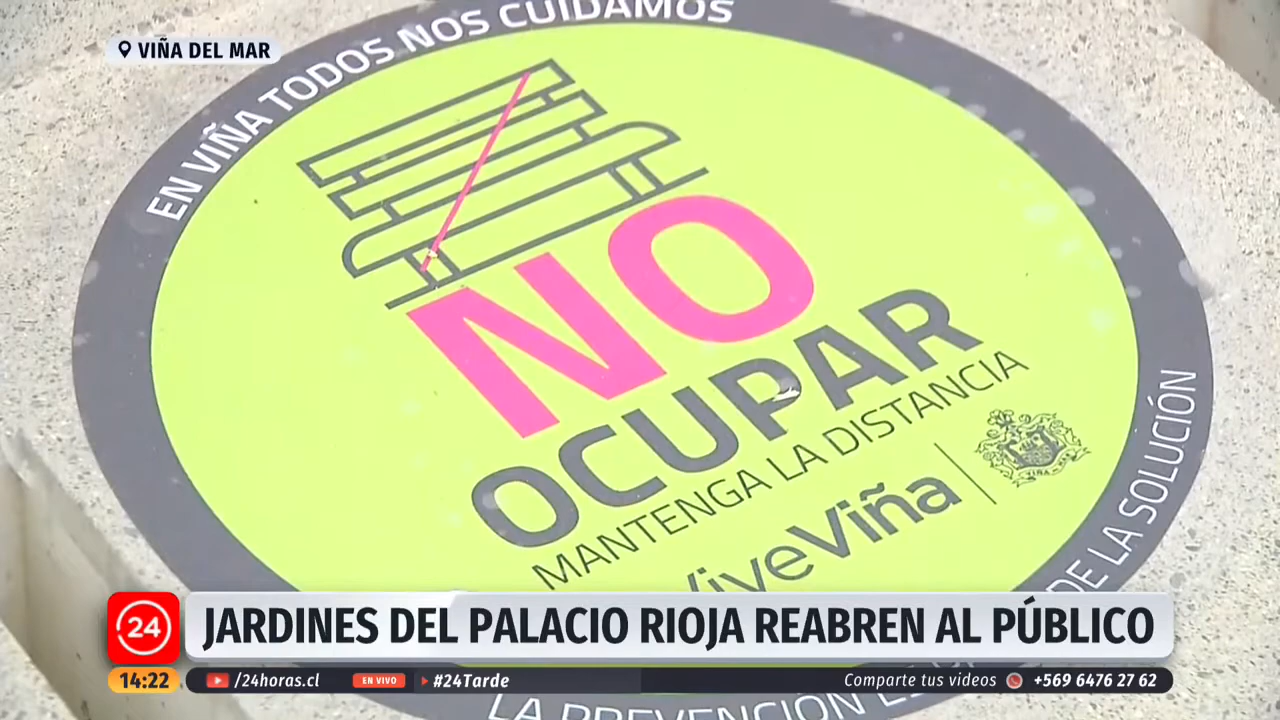 VIÑA DEL MAR
EN VIÑA TODOS NOS CUIDAMOS
NO
OCUPAR
MANTENGA LA DISTANCIA
ViveViña
VIÑA
DE LA SOLUCIÓN
LA PREVENCIÓN ES
24
JARDINES DEL PALACIO RIOJA REABREN AL PÚBLICO
14:22
/24horas.cl
EN VIVO
#24Tarde
Comparte tus videos
+569 6476 27 62